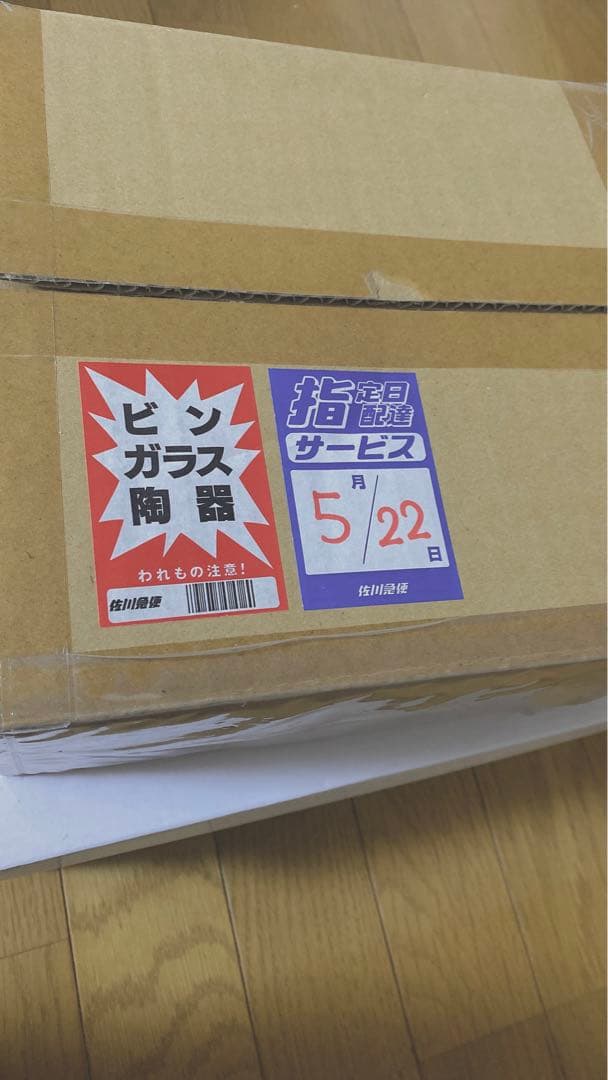 ビン
ガラス
陶器
われもの注意!
佐川急便
指定日
配達
サービス
5月/22日
佐川急便